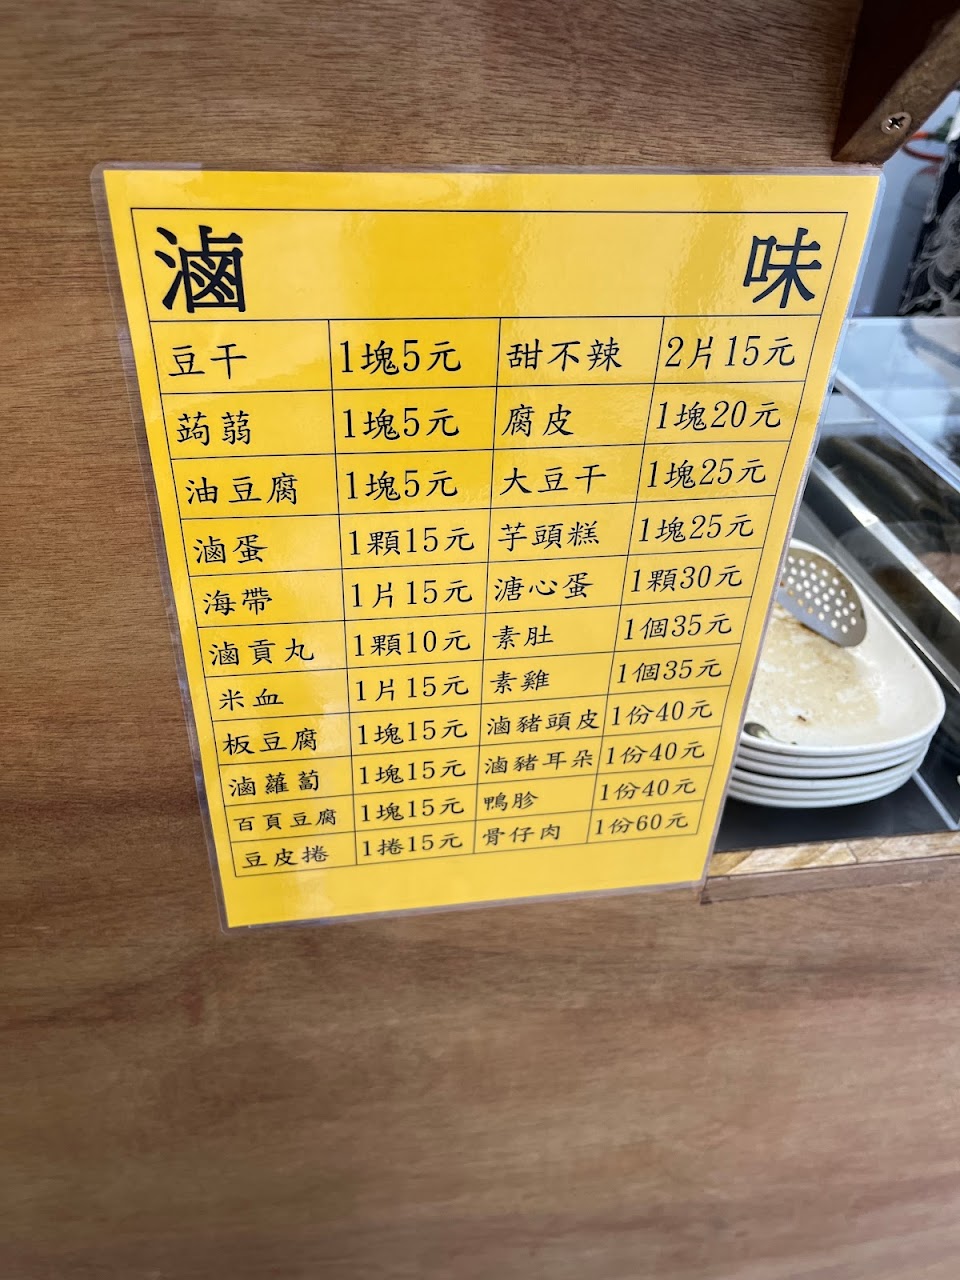 滷味
豆干 1塊5元 甜不辣 2片15元
蒟蒻 1塊5元 腐皮 1塊20元
油豆腐 1塊5元 大豆干 1塊25元
滷蛋 1顆15元 芋頭糕 1塊25元
海帶 1片15元 溏心蛋 1顆30元
滷貢丸 1顆10元 素肚 1個35元
米血 1片15元 素雞 1個35元
板豆腐 1塊15元 滷豬頭皮 1份40元
滷蘿蔔 1塊15元 滷豬耳朵 1份40元
百頁豆腐 1塊15元 鴨胗 1份40元
豆皮捲 1捲15元 骨仔肉 1份60元